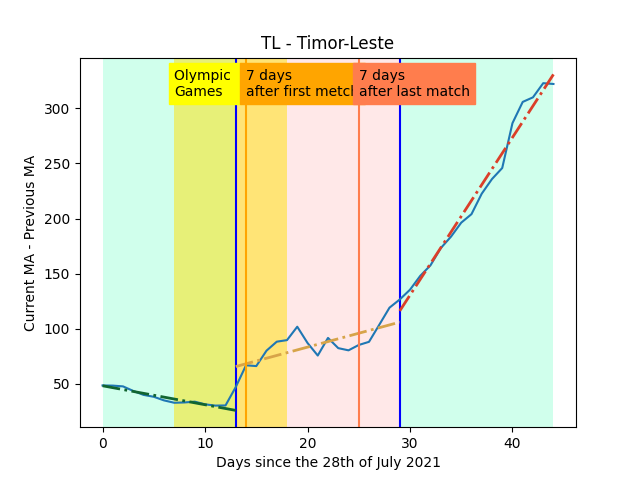 TL - Timor-Leste
Olympic
Games
7 days
after first metcl
7 days
after last match
Current MA - Previous MA
300
250
200
150
100
50
0
10
20
30
40
Days since the 28th of July 2021